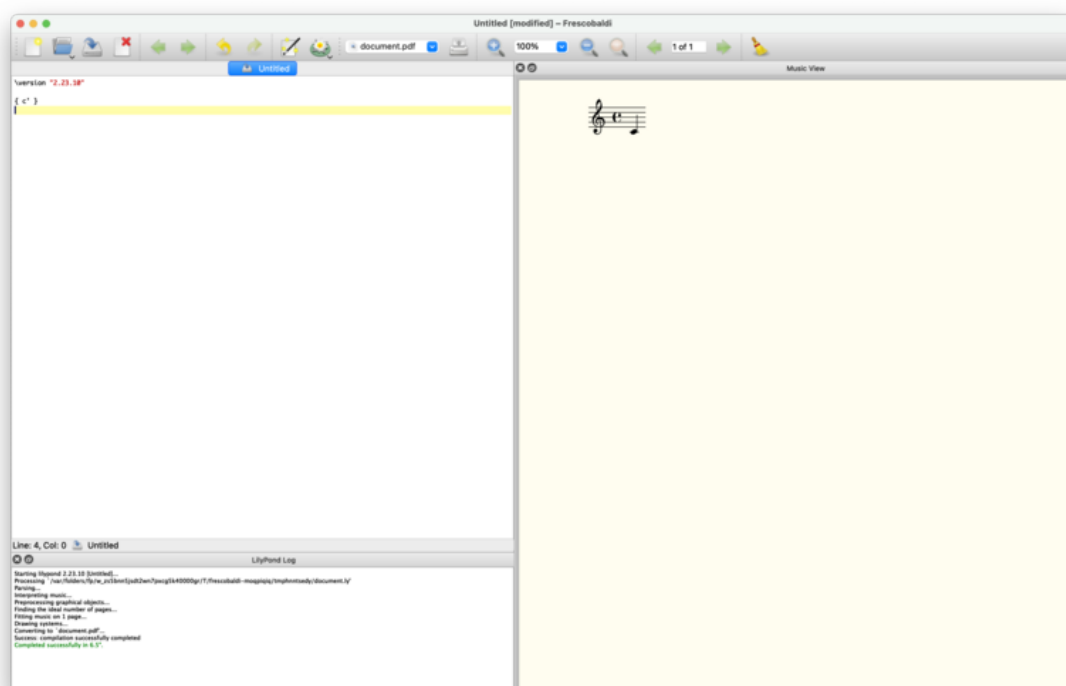 Untitled [modified] – Frescobaldi
document.pdf
100%
1 of 1
Untitled
Music View
\version "2.23.10"
{ c' }
Line: 4, Col: 0 Untitled
LilyPond Log
Starting lilypond 2.23.10 [Untitled]...
Parsing...
Interpreting music...
Preprocessing graphical objects...
Finding the ideal number of pages...
Fitting music on 1 page...
Drawing systems...
Converting to `document.pdf'...
Success: compilation successfully completed
Completed successfully in 6.5".